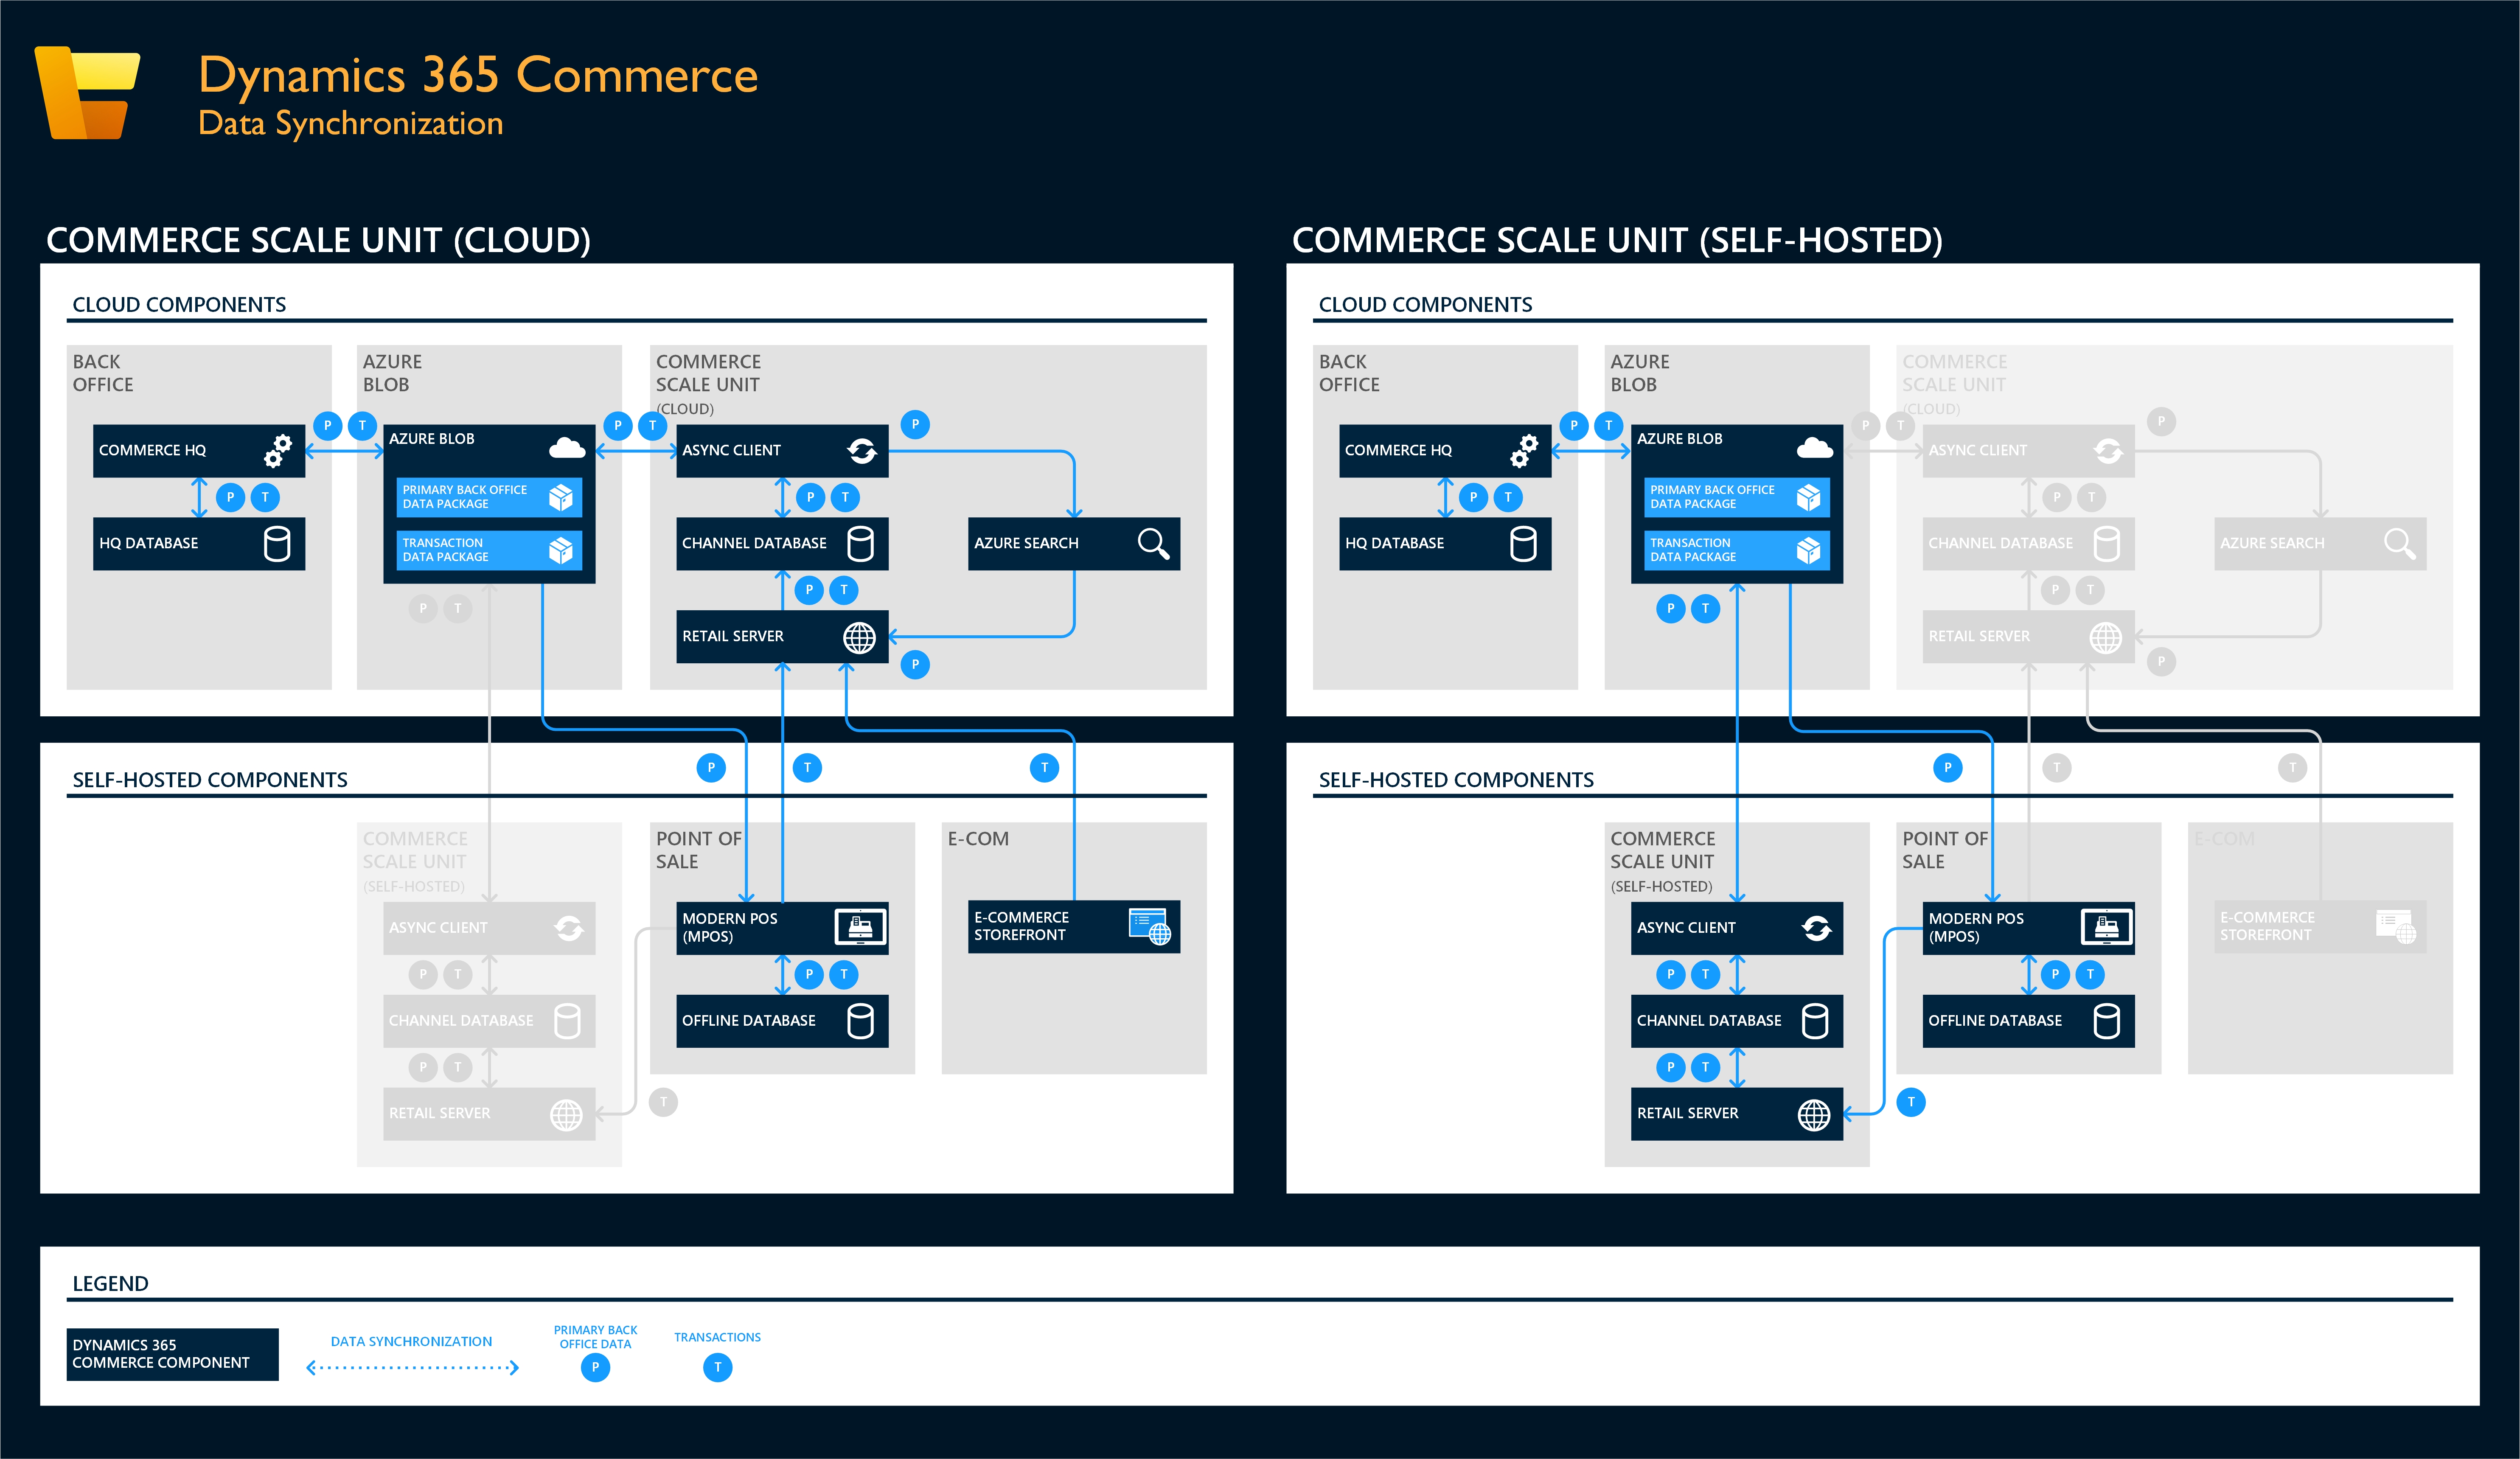 Dynamics 365 Commerce
Data Synchronization
COMMERCE SCALE UNIT (CLOUD)
CLOUD COMPONENTS
BACK
OFFICE
AZURE
BLOB
COMMERCE
SCALE UNIT
(CLOUD)
P T
P T
P
COMMERCE HQ
AZURE BLOB
ASYNC CLIENT
P T
PRIMARY BACK OFFICE
DATA PACKAGE
P T
HQ DATABASE
TRANSACTION
DATA PACKAGE
CHANNEL DATABASE
AZURE SEARCH
P T
P T
RETAIL SERVER
P
SELF-HOSTED COMPONENTS
P
T
T
COMMERCE
SCALE UNIT
(SELF-HOSTED)
POINT OF
SALE
E-COM
ASYNC CLIENT
MODERN POS
(MPOS)
E-COMMERCE
STOREFRONT
P T
P T
CHANNEL DATABASE
OFFLINE DATABASE
P T
RETAIL SERVER
T
COMMERCE SCALE UNIT (SELF-HOSTED)
CLOUD COMPONENTS
BACK
OFFICE
AZURE
BLOB
COMMERCE
SCALE UNIT
(CLOUD)
P T
P T
P
COMMERCE HQ
AZURE BLOB
ASYNC CLIENT
P T
PRIMARY BACK OFFICE
DATA PACKAGE
P T
HQ DATABASE
TRANSACTION
DATA PACKAGE
CHANNEL DATABASE
AZURE SEARCH
P T
P T
RETAIL SERVER
P
SELF-HOSTED COMPONENTS
P
T
T
COMMERCE
SCALE UNIT
(SELF-HOSTED)
POINT OF
SALE
E-COM
ASYNC CLIENT
MODERN POS
(MPOS)
E-COMMERCE
STOREFRONT
P T
P T
CHANNEL DATABASE
OFFLINE DATABASE
P T
RETAIL SERVER
T
LEGEND
DYNAMICS 365
COMMERCE COMPONENT
DATA SYNCHRONIZATION
PRIMARY BACK
OFFICE DATA
P
TRANSACTIONS
T